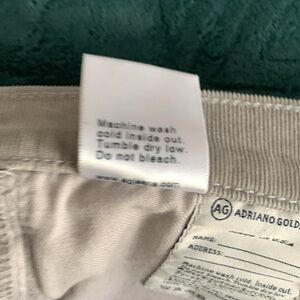 Machine wash
cold inside out.
Tumble dry low.
Do not bleach.
www.agjeans.com
AG ADRIANO GOLD
NAME:
ADDRESS:
Machine wash cold. Inside out.